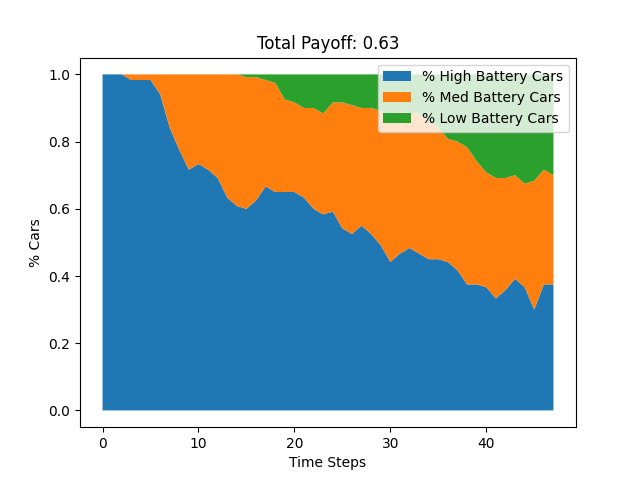 Total Payoff: 0.63
% High Battery Cars
% Med Battery Cars
% Low Battery Cars
1.0
0.8
0.6
0.4
0.2
0.0
% Cars
0 10 20 30 40
Time Steps